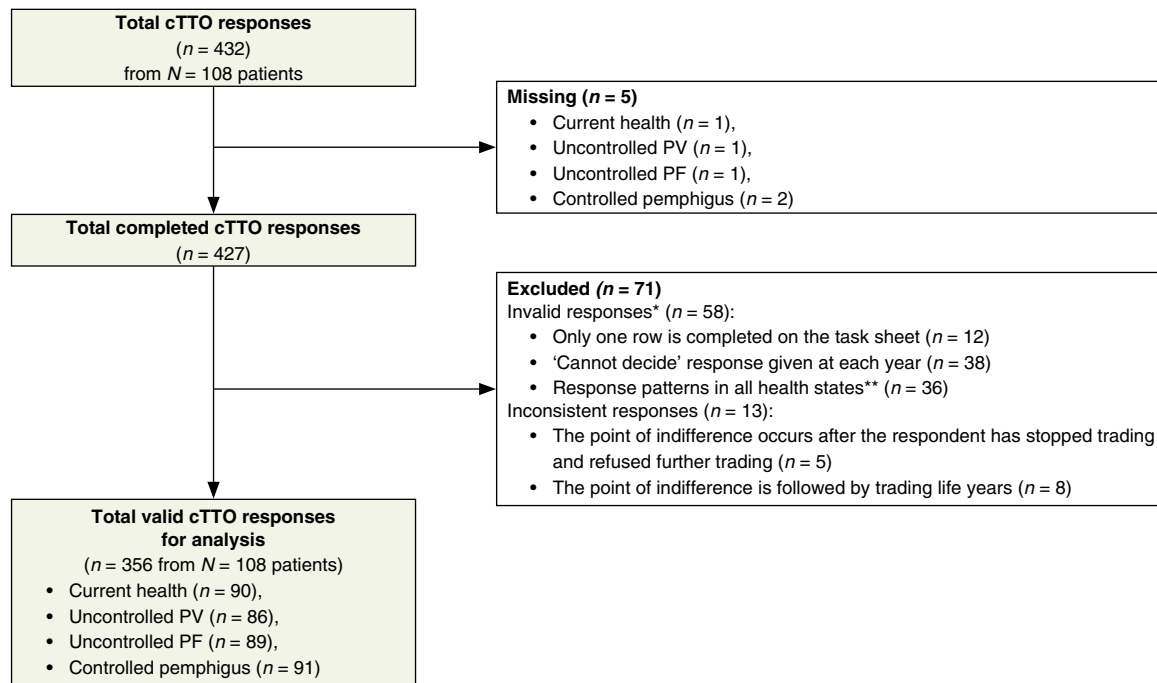 Total cTTO responses
(n = 432)
from N = 108 patients
Missing (n = 5)
• Current health (n = 1),
• Uncontrolled PV (n = 1),
• Uncontrolled PF (n = 1),
• Controlled pemphigus (n = 2)
Total completed cTTO responses
(n = 427)
Excluded (n = 71)
Invalid responses* (n = 58):
• Only one row is completed on the task sheet (n = 12)
• ‘Cannot decide’ response given at each year (n = 38)
• Response patterns in all health states** (n = 36)
Inconsistent responses (n = 13):
• The point of indifference occurs after the respondent has stopped trading
and refused further trading (n = 5)
• The point of indifference is followed by trading life years (n = 8)
Total valid cTTO responses
for analysis
(n = 356 from N = 108 patients)
• Current health (n = 90),
• Uncontrolled PV (n = 86),
• Uncontrolled PF (n = 89),
• Controlled pemphigus (n = 91)